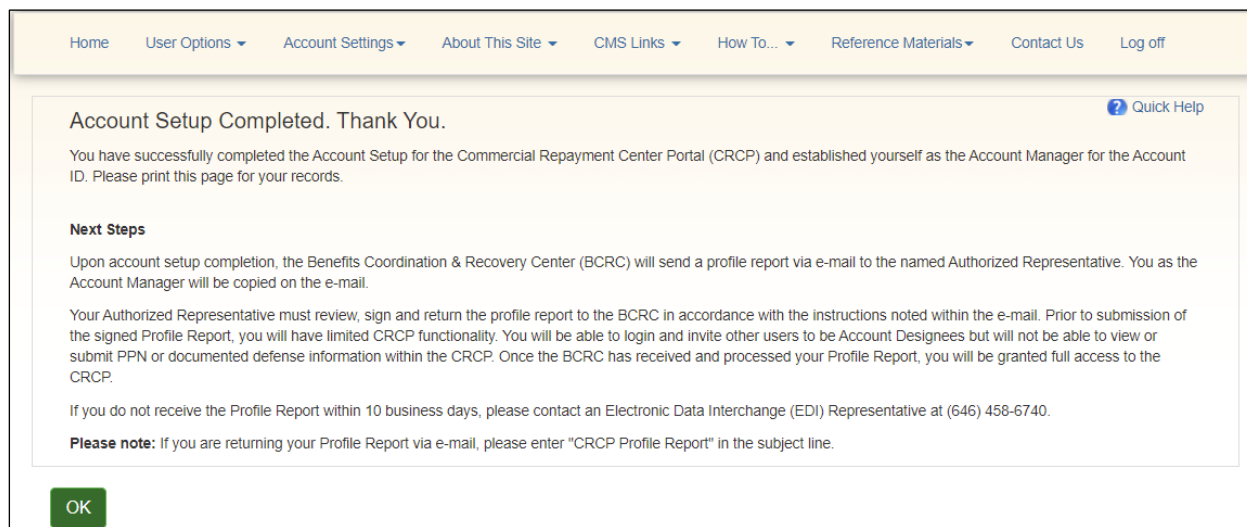 Home User Options Account Settings About This Site CMS Links How To... Reference Materials Contact Us Log off
Quick Help
Account Setup Completed. Thank You.
You have successfully completed the Account Setup for the Commercial Repayment Center Portal (CRCP) and established yourself as the Account Manager for the Account
ID. Please print this page for your records.
Next Steps
Upon account setup completion, the Benefits Coordination & Recovery Center (BCRC) will send a profile report via e-mail to the named Authorized Representative. You as the
Account Manager will be copied on the e-mail.
Your Authorized Representative must review, sign and return the profile report to the BCRC in accordance with the instructions noted within the e-mail. Prior to submission of
the signed Profile Report, you will have limited CRCP functionality. You will be able to login and invite other users to be Account Designees but will not be able to view or
submit PPN or documented defense information within the CRCP. Once the BCRC has received and processed your Profile Report, you will be granted full access to the
CRCP.
If you do not receive the Profile Report within 10 business days, please contact an Electronic Data Interchange (EDI) Representative at (646) 458-6740.
Please note: If you are returning your Profile Report via e-mail, please enter "CRCP Profile Report" in the subject line.
OK